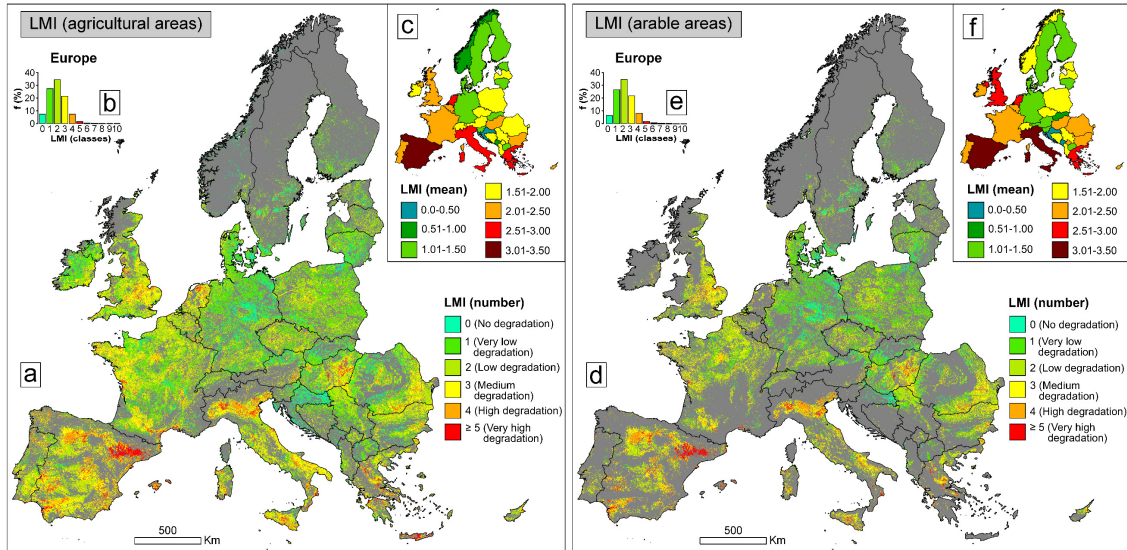 LMI (agricultural areas)
b
Europe
f (%)
40
30
20
10
0
0 1 2 3 4 5 6 7 8 9 10
LMI (classes)
c
LMI (mean)
0.0-0.50
0.51-1.00
1.01-1.50
1.51-2.00
2.01-2.50
2.51-3.00
3.01-3.50
LMI (number)
0 (No degradation)
1 (Very low
degradation)
2 (Low degradation)
3 (Medium
degradation)
4 (High degradation)
≥ 5 (Very high
degradation)
a
500
Km
LMI (arable areas)
e
Europe
f (%)
40
30
20
10
0
0 1 2 3 4 5 6 7 8 9 10
LMI (classes)
f
LMI (mean)
0.0-0.50
0.51-1.00
1.01-1.50
1.51-2.00
2.01-2.50
2.51-3.00
3.01-3.50
LMI (number)
0 (No degradation)
1 (Very low
degradation)
2 (Low degradation)
3 (Medium
degradation)
4 (High degradation)
≥ 5 (Very high
degradation)
d
500
Km